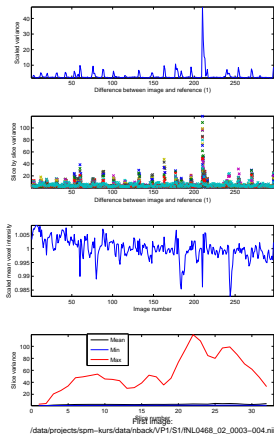 Scaled variance
40
30
20
10
0 50 100 150 200 250
Difference between image and reference (1)
Slice by slice variance
100
80
60
40
20
0 50 100 150 200 250
Difference between image and reference (1)
Scaled mean voxel intensity
1.005
1
0.995
0.99
0.985
0 50 100 150 200 250
Image number
Slice variance
100
80
60
40
20
0
Mean
Min
Max
0 5 10 15 20 25 30
Slice number
First image:
/data/projects/spm-kurs/data/nback/VP1/S1/fNL0468_02_0003-004.nii